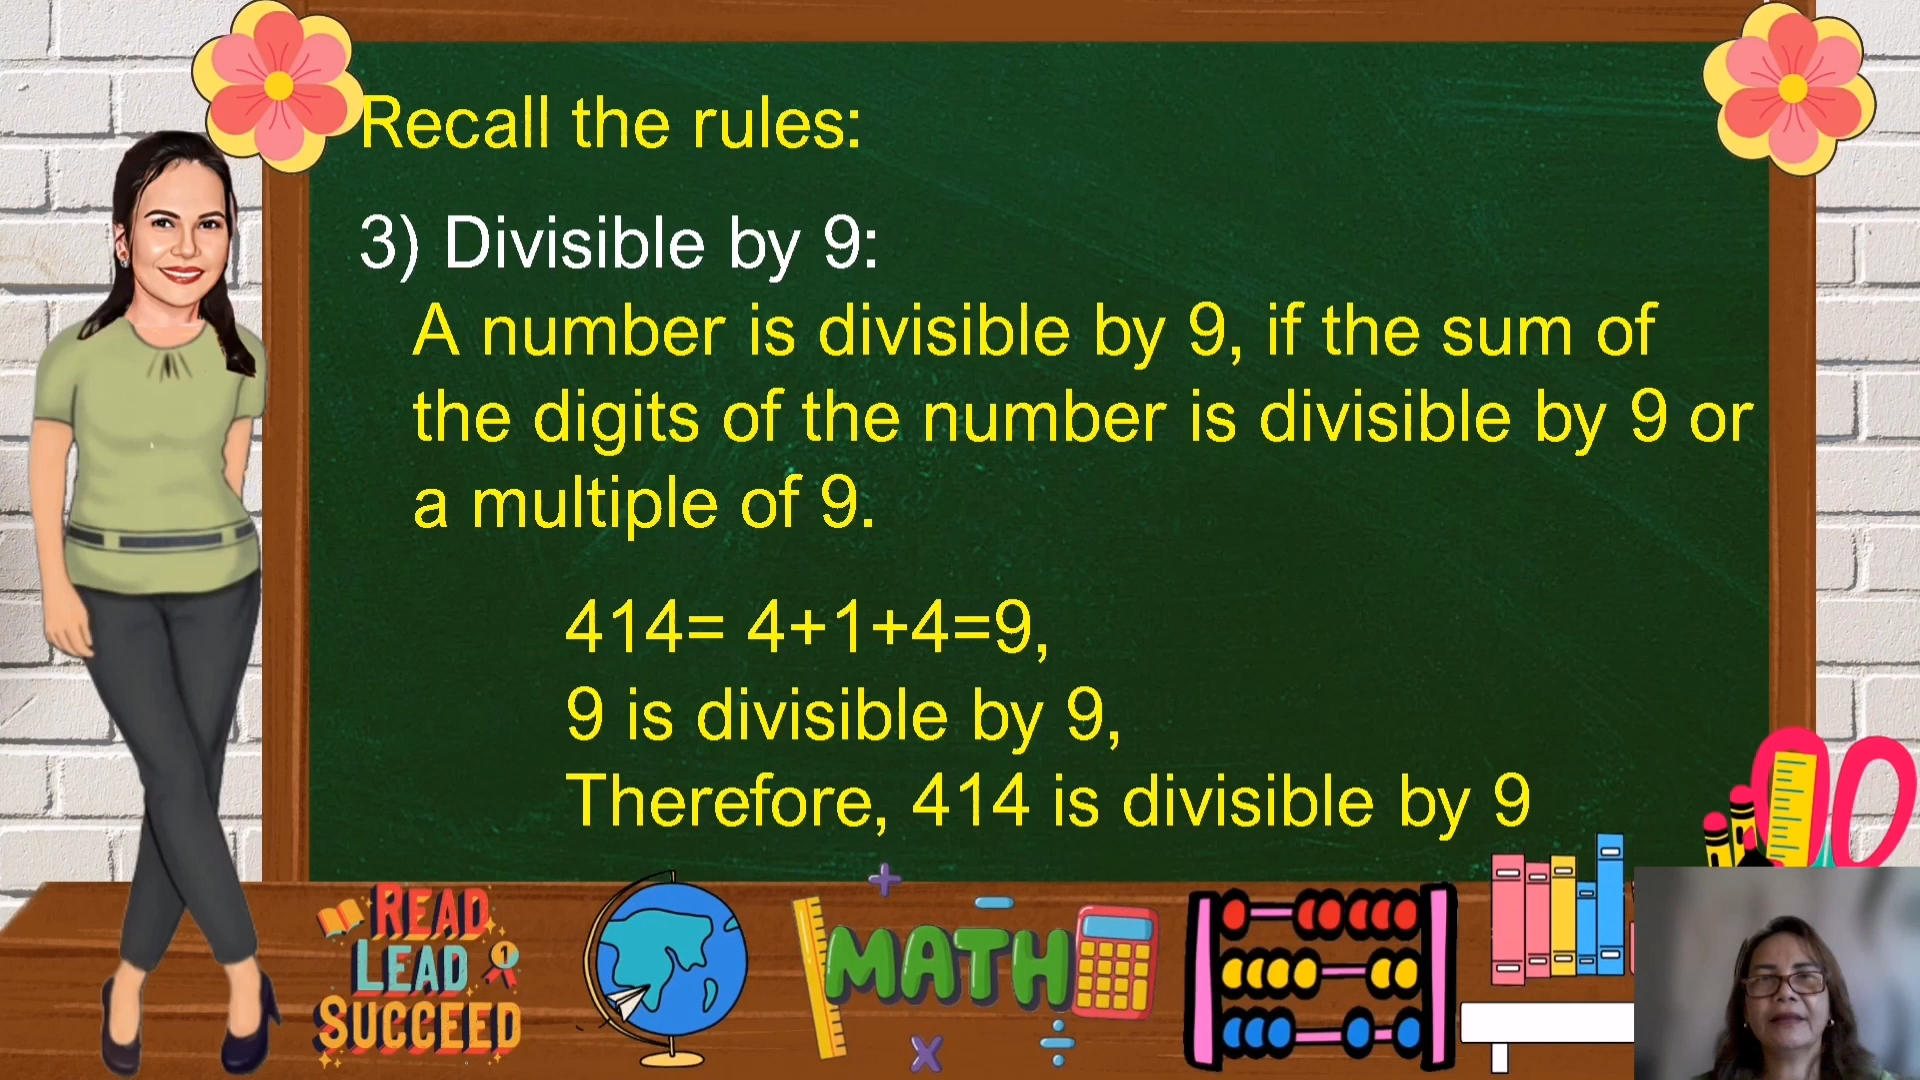 Recall the rules:
3) Divisible by 9:
A number is divisible by 9, if the sum of
the digits of the number is divisible by 9 or
a multiple of 9.
414= 4+1+4=9,
9 is divisible by 9,
Therefore, 414 is divisible by 9
READ
LEAD
1
SUCCEED
+
−
MATH
x
÷